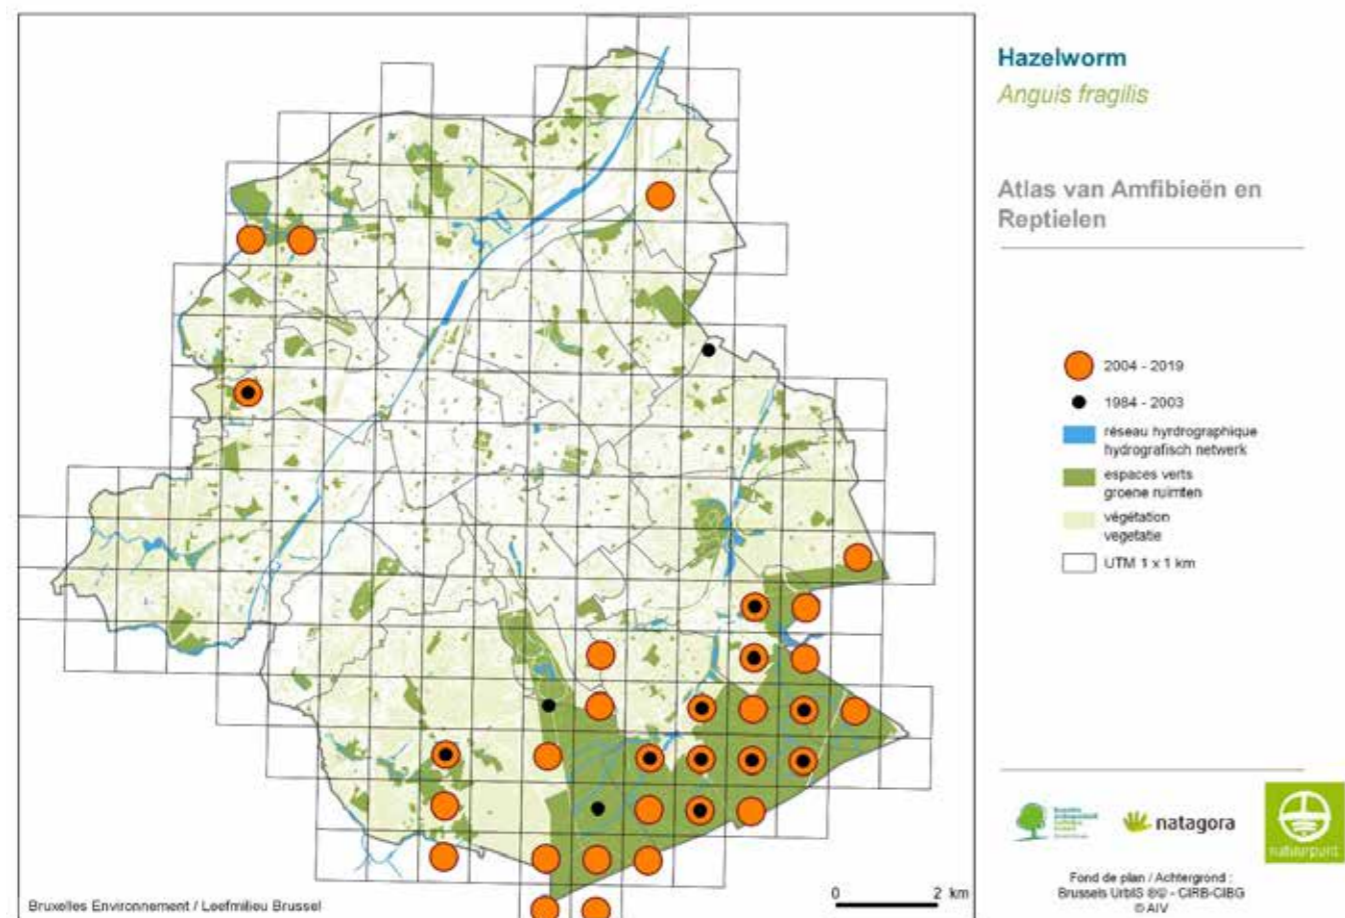 Hazelworm
Anguis fragilis
Atlas van Amfibieën en
Reptielen
2004 - 2019
1984 - 2003
réseau hyrdrographique
hydrografisch netwerk
espaces verts
groene ruimten
végétation
vegetatie
UTM 1 x 1 km
natagora
natuurpunt
Fond de plan / Achtergrond :
Brussels UrbIS ®© - CIRB-CIBG
© AIV
0 2 km
Bruxelles Environnement / Leefmilieu Brussel